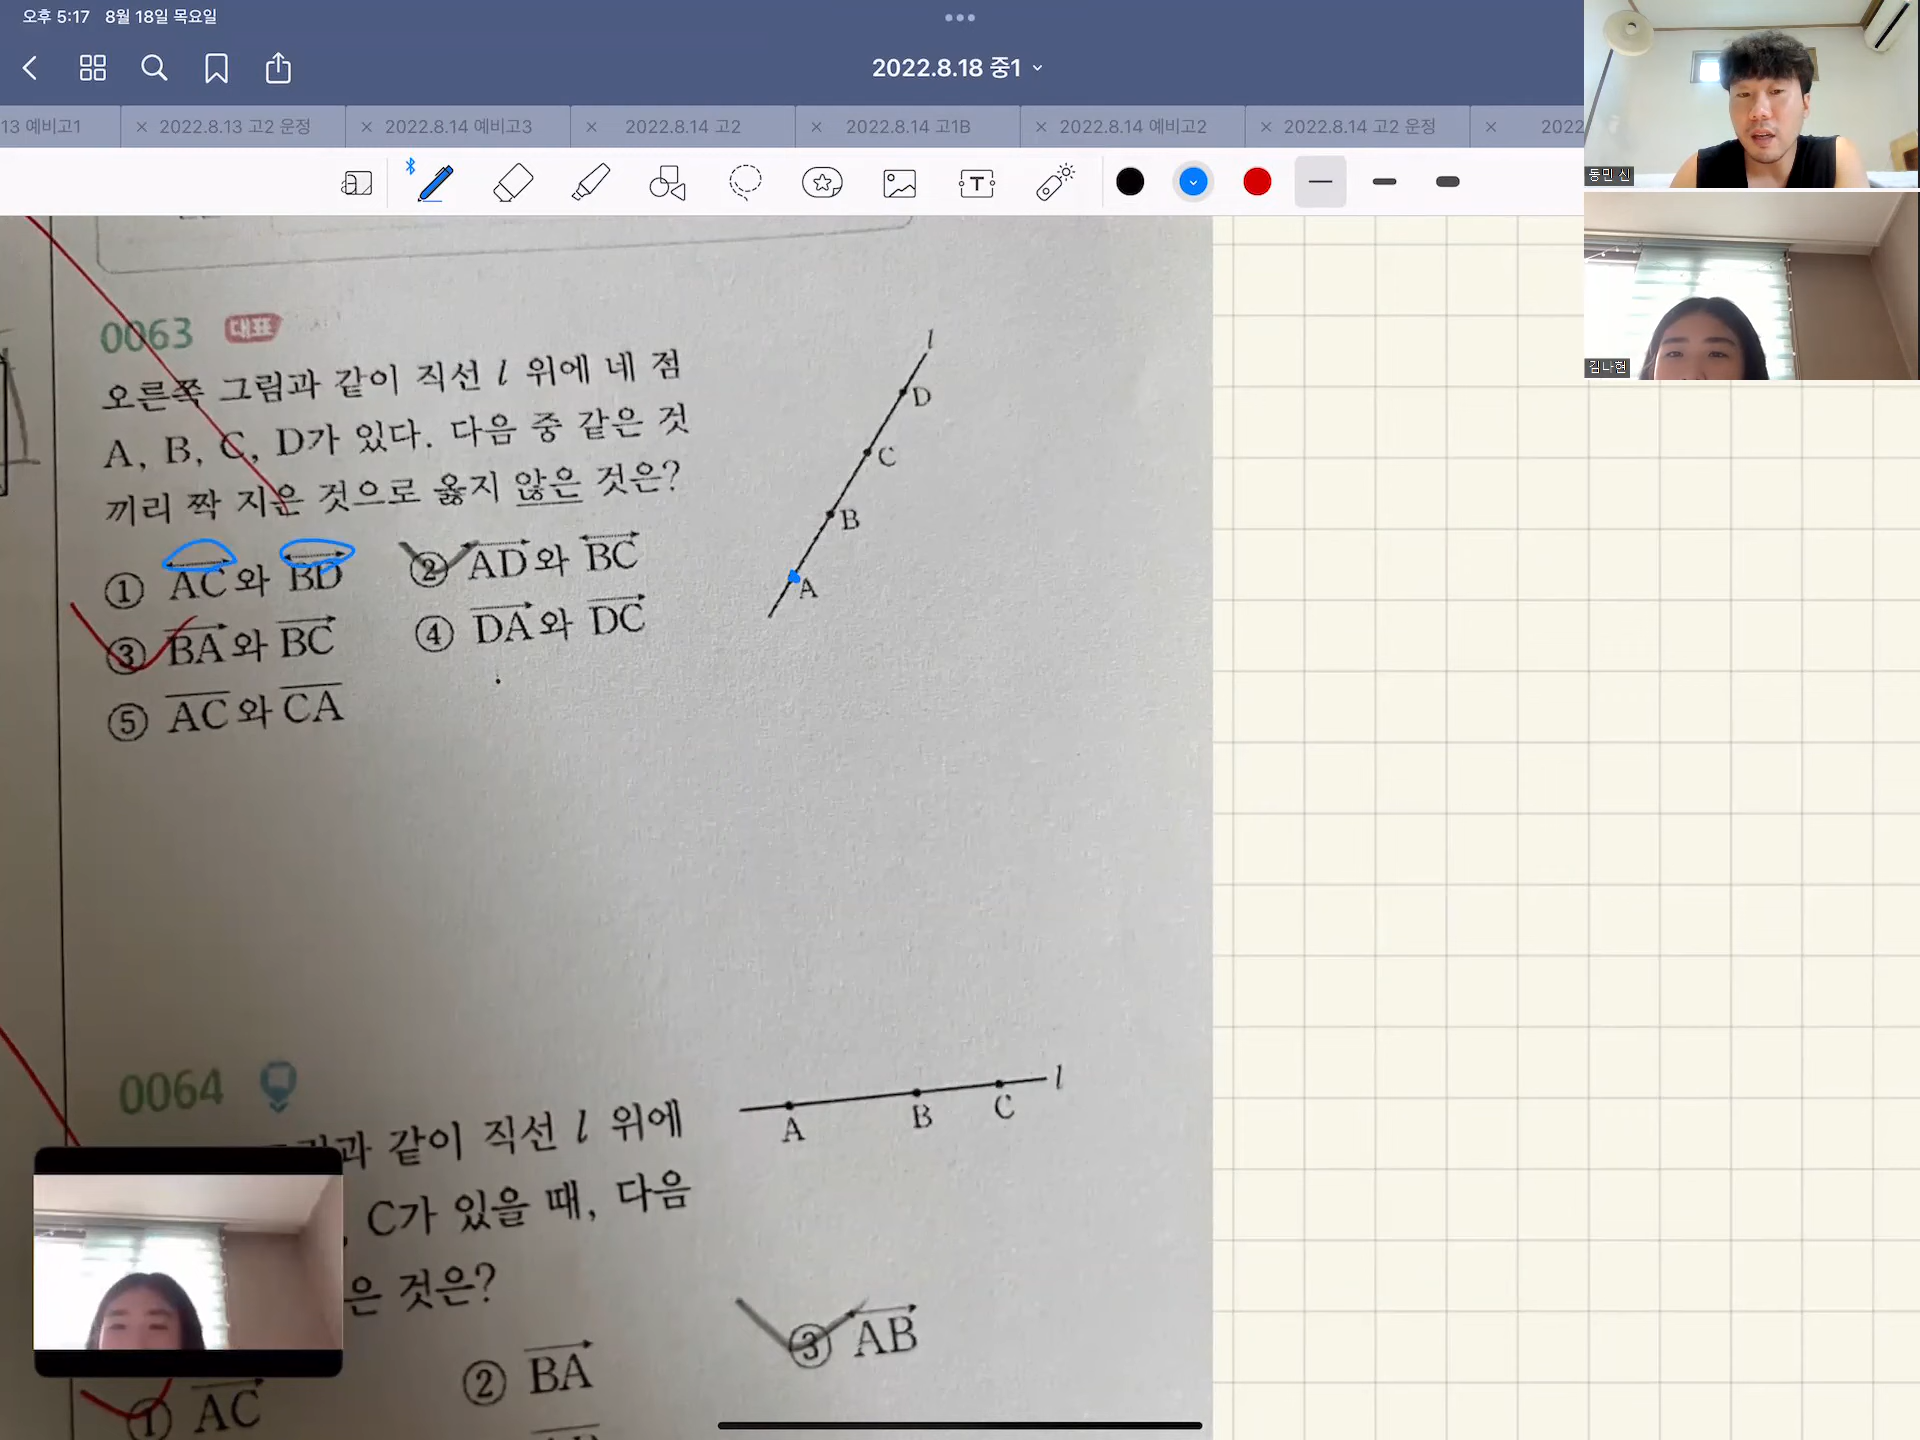 오후 5:17 8월 18일 목요일
2022.8.18 중1
13 예비고1
2022.8.13 고2 운정
2022.8.14 예비고3
2022.8.14 고2
2022.8.14 고1B
2022.8.14 예비고2
2022.8.14 고2 운정
2022
동민 신
김나현
0063 대표
오른쪽 그림과 같이 직선 l 위에 네 점
A, B, C, D가 있다. 다음 중 같은 것
끼리 짝 지은 것으로 옳지 않은 것은?
① AC와 BD ② AD와 BC
③ BA와 BC ④ DA와 DC
⑤ AC와 CA
l
D
C
B
A
0064
과 같이 직선 l 위에
, C가 있을 때, 다음
은 것은?
l
A B C
① AC ② BA ③ AB